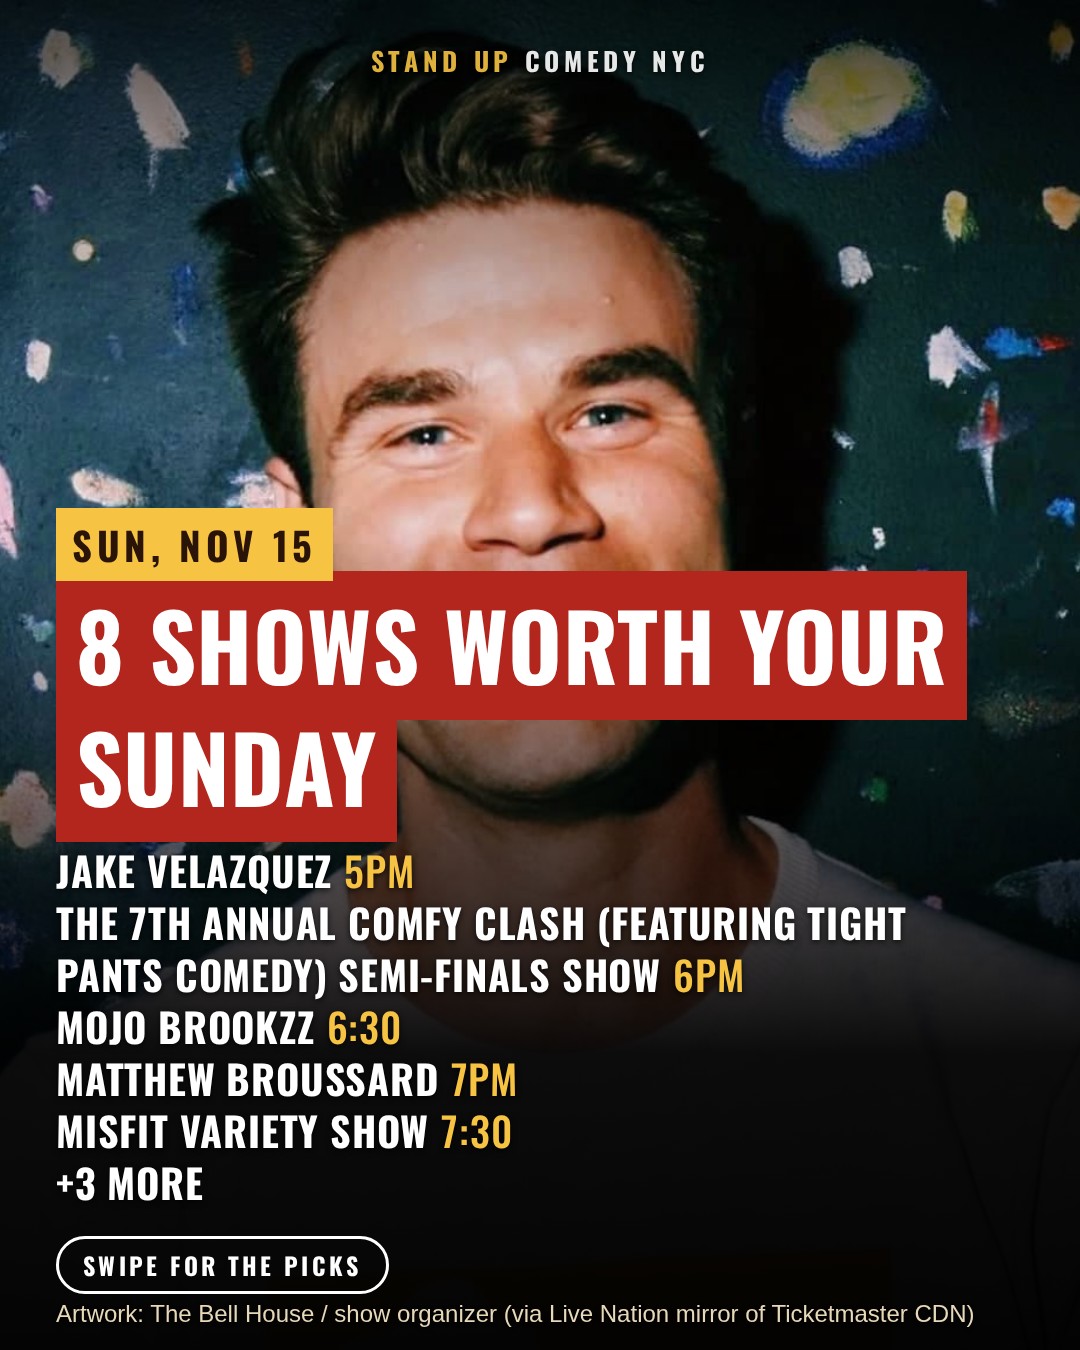 STAND UP COMEDY NYC
SUN, NOV 15
8 SHOWS WORTH YOUR
SUNDAY
JAKE VELAZQUEZ 5PM
THE 7TH ANNUAL COMFY CLASH (FEATURING TIGHT
PANTS COMEDY) SEMI-FINALS SHOW 6PM
MOJO BROOKZZ 6:30
MATTHEW BROUSSARD 7PM
MISFIT VARIETY SHOW 7:30
+3 MORE
SWIPE FOR THE PICKS
Artwork: The Bell House / show organizer (via Live Nation mirror of Ticketmaster CDN)